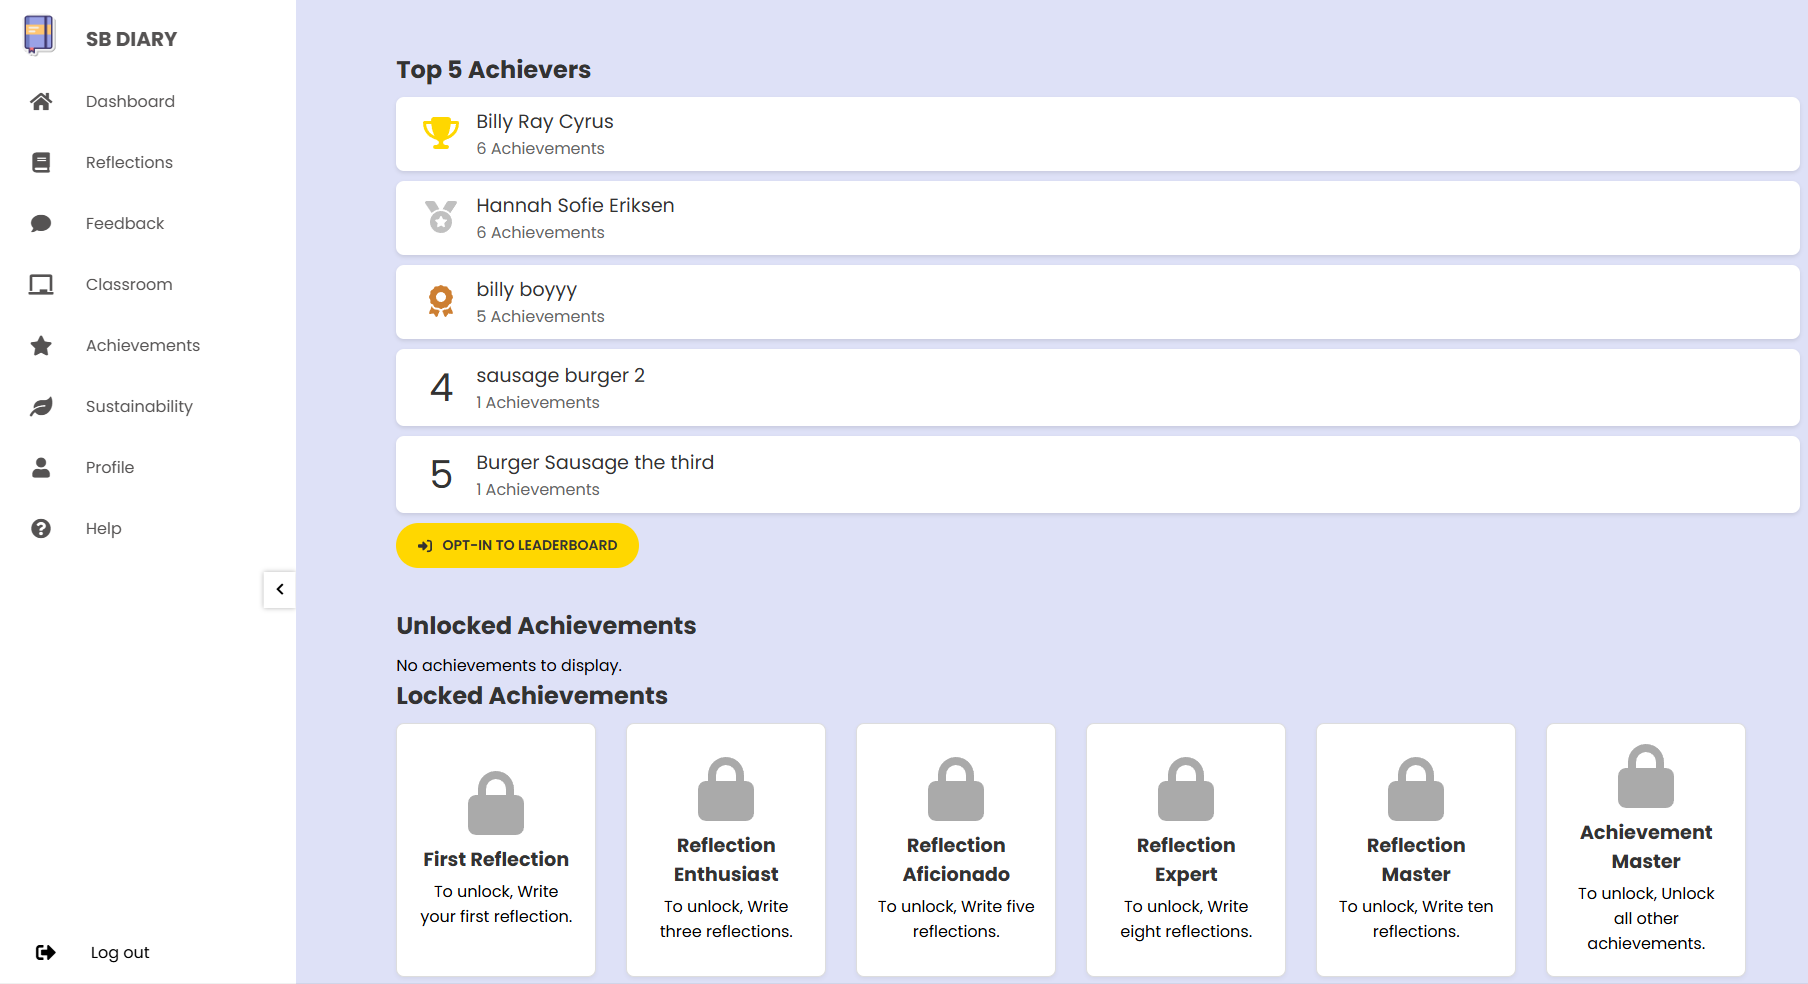 SB DIARY
Dashboard
Reflections
Feedback
Classroom
Achievements
Sustainability
Profile
Help
Log out
Top 5 Achievers
Billy Ray Cyrus
6 Achievements
Hannah Sofie Eriksen
6 Achievements
billy boyyy
5 Achievements
4
sausage burger 2
1 Achievements
5
Burger Sausage the third
1 Achievements
OPT-IN TO LEADERBOARD
Unlocked Achievements
No achievements to display.
Locked Achievements
First Reflection
To unlock, Write
your first reflection.
Reflection
Enthusiast
To unlock, Write
three reflections.
Reflection
Aficionado
To unlock, Write five
reflections.
Reflection
Expert
To unlock, Write
eight reflections.
Reflection
Master
To unlock, Write ten
reflections.
Achievement
Master
To unlock, Unlock
all other
achievements.